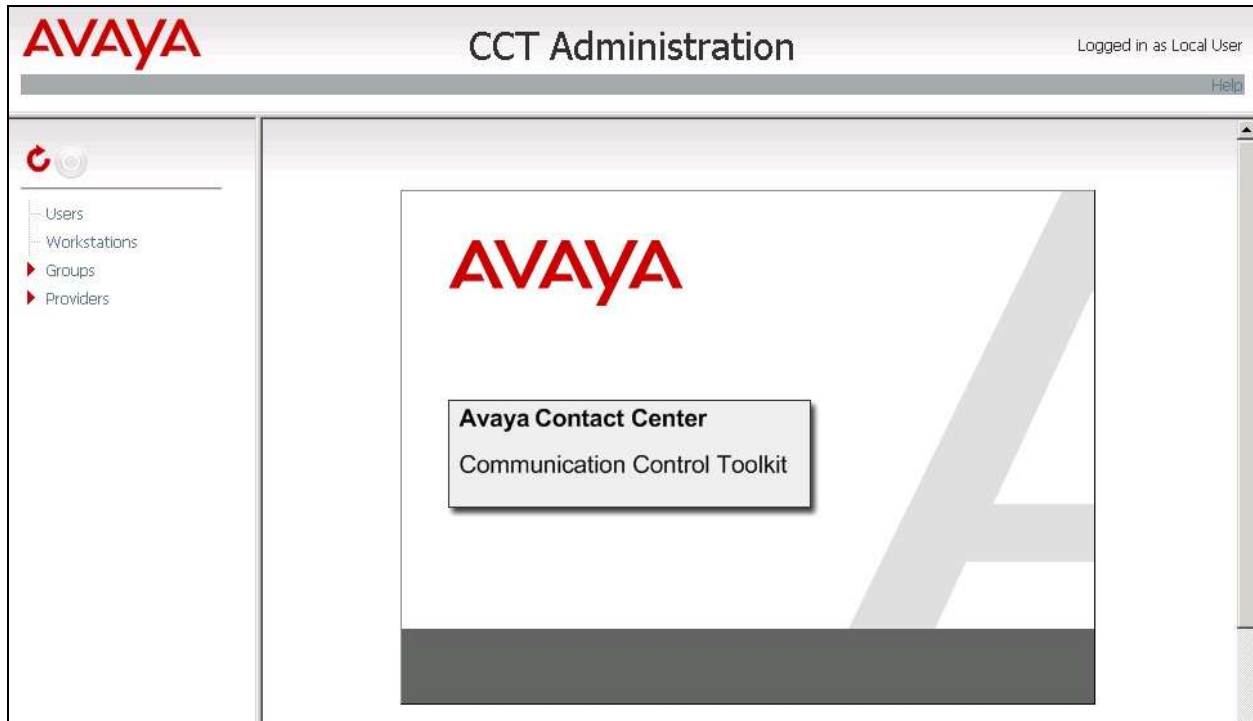 AVAYA
CCT Administration
Logged in as Local User
Help
Users
Workstations
Groups
Providers
AVAYA
Avaya Contact Center
Communication Control Toolkit